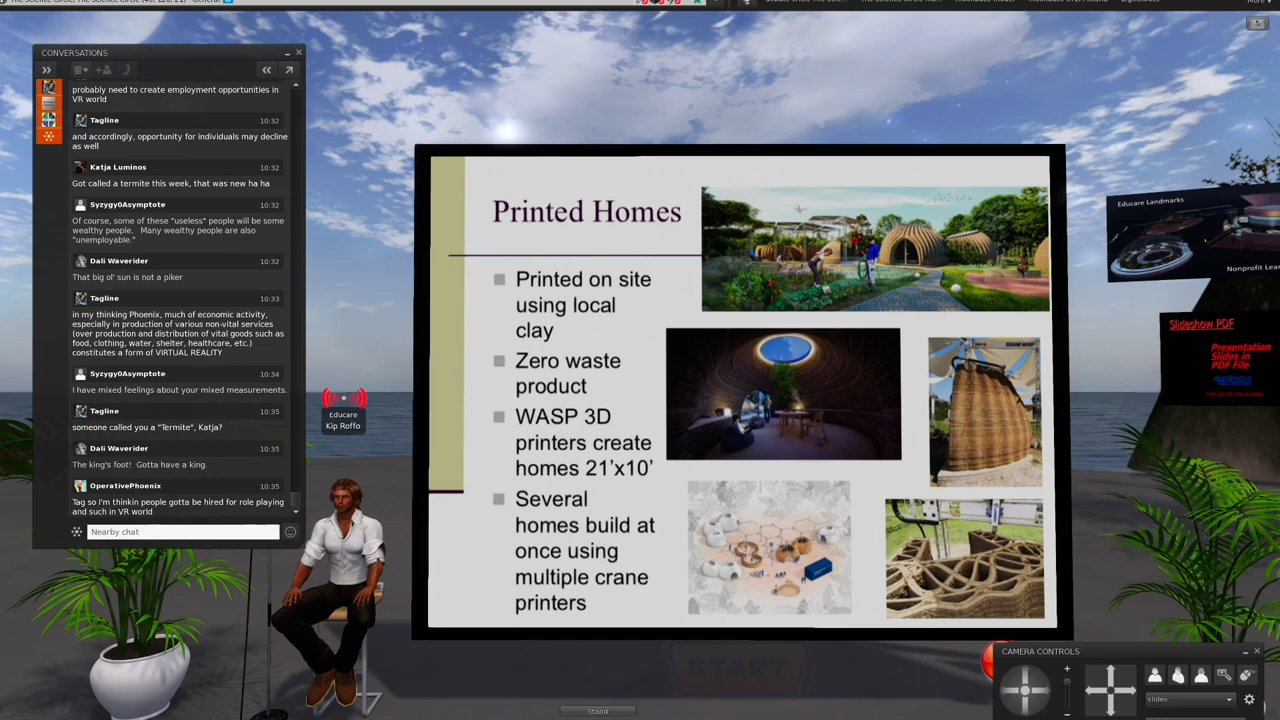 5
CONVERSATIONS
probably need to create employment opportunities in
VR world
Tagline 10:32
and accordingly, opportunity for individuals may decline
as well
Katja Luminos 10:32
Got called a termite this week, that was new ha ha
Syzygy0Asymptote 10:32
Of course, some of these "useless" people will be some
wealthy people. Many wealthy people are also
"unemployable."
Dali Waverider 10:32
That big ol' sun is not a piker
Tagline 10:33
in my thinking Phoenix, much of economic activity,
especially in production of various non-vital services
(over production and distribution of vital goods such as
food, clothing, water, shelter, healthcare, etc.)
constitutes a form of VIRTUAL REALITY
Syzygy0Asymptote 10:34
I have mixed feelings about your mixed measurements.
Tagline 10:35
someone called you a "Termite", Katja?
Dali Waverider 10:35
The king's foot! Gotta have a king.
OperativePhoenix 10:35
Tag so I'm thinkin people gotta be hired for role playing
and such in VR world
Nearby chat
Educare
Kip Roffo
Printed Homes
Printed on site
using local
clay
Zero waste
product
WASP 3D
printers create
homes 21'x10'
Several
homes build at
once using
multiple crane
printers
Educare Landmarks
Nonprofit Lear
Slideshow PDF
Presentation
Slides in
PDF File
START
Stand
CAMERA CONTROLS
slides